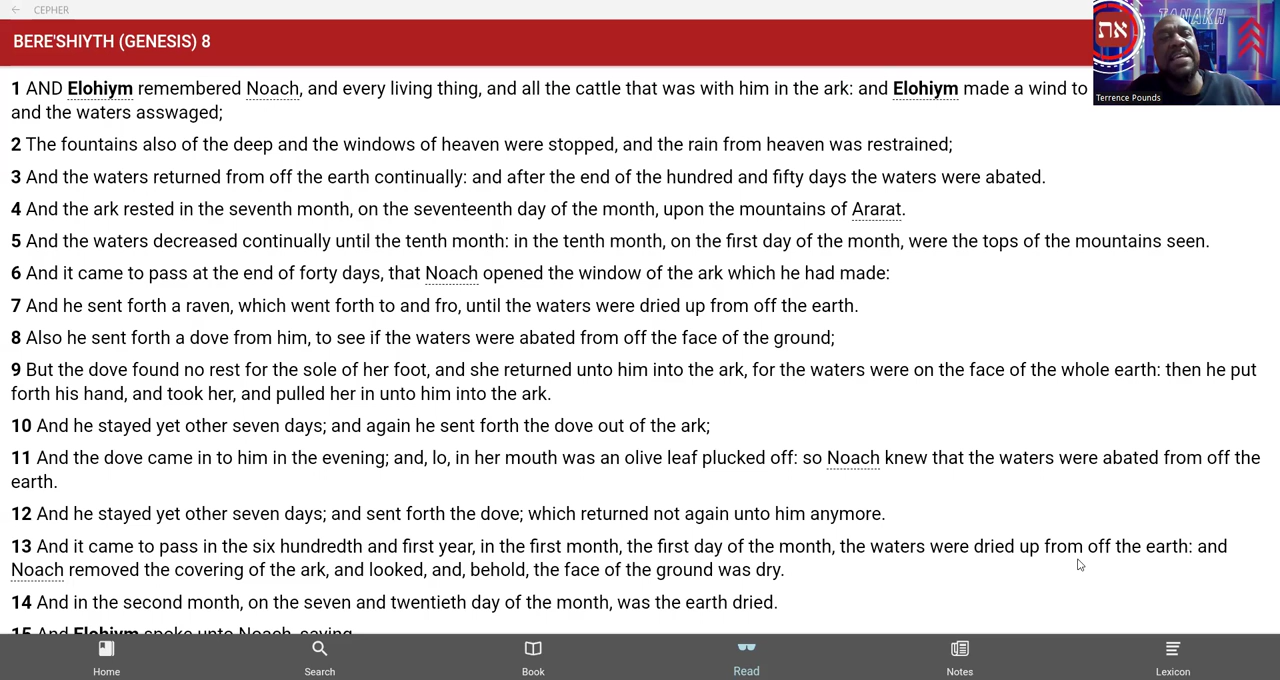 ← CEPHER
BERE'SHIYTH (GENESIS) 8
TANAKH
את
Terrence Pounds
1 AND Elohiym remembered Noach, and every living thing, and all the cattle that was with him in the ark: and Elohiym made a wind to
and the waters asswaged;
2 The fountains also of the deep and the windows of heaven were stopped, and the rain from heaven was restrained;
3 And the waters returned from off the earth continually: and after the end of the hundred and fifty days the waters were abated.
4 And the ark rested in the seventh month, on the seventeenth day of the month, upon the mountains of Ararat.
5 And the waters decreased continually until the tenth month: in the tenth month, on the first day of the month, were the tops of the mountains seen.
6 And it came to pass at the end of forty days, that Noach opened the window of the ark which he had made:
7 And he sent forth a raven, which went forth to and fro, until the waters were dried up from off the earth.
8 Also he sent forth a dove from him, to see if the waters were abated from off the face of the ground;
9 But the dove found no rest for the sole of her foot, and she returned unto him into the ark, for the waters were on the face of the whole earth: then he put
forth his hand, and took her, and pulled her in unto him into the ark.
10 And he stayed yet other seven days; and again he sent forth the dove out of the ark;
11 And the dove came in to him in the evening; and, lo, in her mouth was an olive leaf plucked off: so Noach knew that the waters were abated from off the
earth.
12 And he stayed yet other seven days; and sent forth the dove; which returned not again unto him anymore.
13 And it came to pass in the six hundredth and first year, in the first month, the first day of the month, the waters were dried up from off the earth: and
Noach removed the covering of the ark, and looked, and, behold, the face of the ground was dry.
14 And in the second month, on the seven and twentieth day of the month, was the earth dried.
15 And Elohiym spoke unto Noach, saying,
Home Search Book Read Notes Lexicon